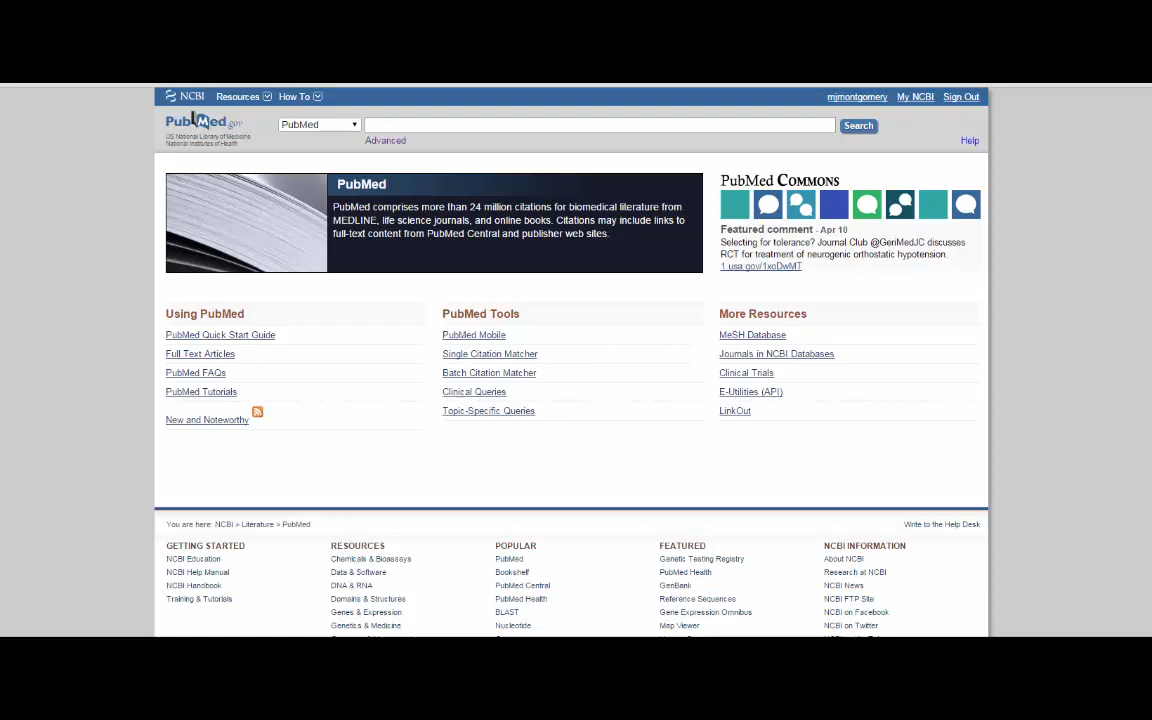 NCBI Resources How To mjmontgomery My NCBI Sign Out
PubMed.gov
US National Library of Medicine
National Institutes of Health
PubMed Search
Advanced Help
PubMed
PubMed comprises more than 24 million citations for biomedical literature from
MEDLINE, life science journals, and online books. Citations may include links to
full-text content from PubMed Central and publisher web sites.
PubMed COMMONS
Featured comment - Apr 10
Selecting for tolerance? Journal Club @GeriMedJC discusses
RCT for treatment of neurogenic orthostatic hypotension.
1.usa.gov/1xoDwMT
Using PubMed
PubMed Quick Start Guide
Full Text Articles
PubMed FAQs
PubMed Tutorials
New and Noteworthy
PubMed Tools
PubMed Mobile
Single Citation Matcher
Batch Citation Matcher
Clinical Queries
Topic-Specific Queries
More Resources
MeSH Database
Journals in NCBI Databases
Clinical Trials
E-Utilities (API)
LinkOut
You are here: NCBI > Literature > PubMed Write to the Help Desk
GETTING STARTED
NCBI Education
NCBI Help Manual
NCBI Handbook
Training & Tutorials
RESOURCES
Chemicals & Bioassays
Data & Software
DNA & RNA
Domains & Structures
Genes & Expression
Genetics & Medicine
POPULAR
PubMed
Bookshelf
PubMed Central
PubMed Health
BLAST
Nucleotide
FEATURED
Genetic Testing Registry
PubMed Health
GenBank
Reference Sequences
Gene Expression Omnibus
Map Viewer
NCBI INFORMATION
About NCBI
Research at NCBI
NCBI News
NCBI FTP Site
NCBI on Facebook
NCBI on Twitter